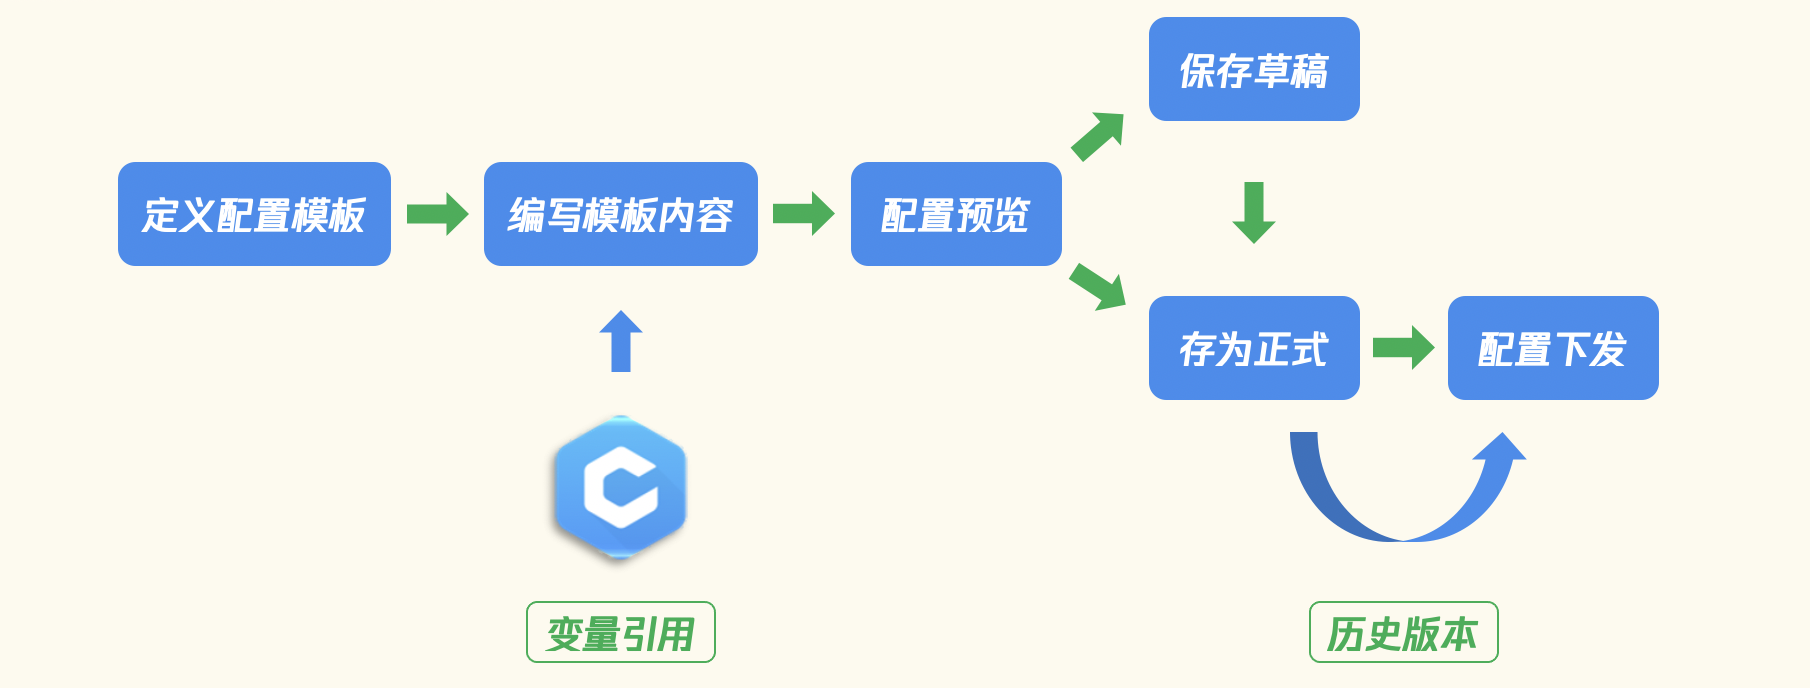 保存草稿
定义配置模板
编写模板内容
配置预览
存为正式
配置下发
变量引用
历史版本